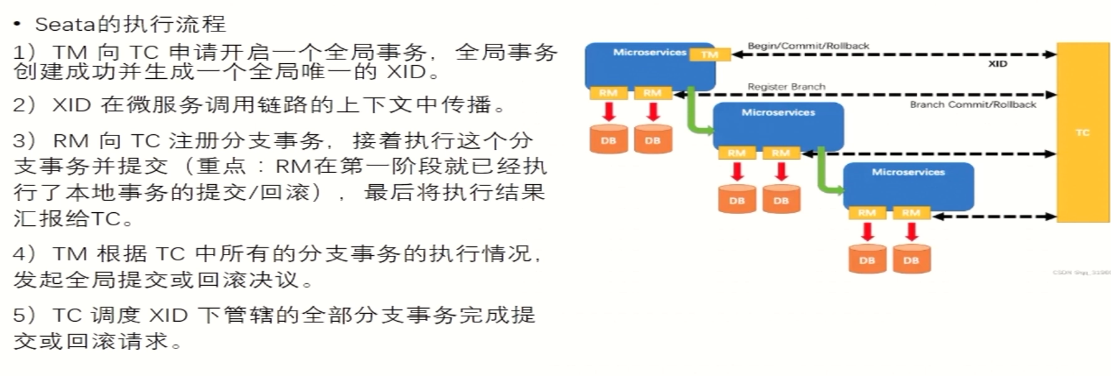 • Seata的执行流程
1）TM 向 TC 申请开启一个全局事务，全局事务
创建成功并生成一个全局唯一的 XID。
2）XID 在微服务调用链路的上下文中传播。
3）RM 向 TC 注册分支事务，接着执行这个分
支事务并提交（重点：RM在第一阶段就已经执
行了本地事务的提交/回滚），最后将执行结果
汇报给TC。
4）TM 根据 TC 中所有的分支事务的执行情况，
发起全局提交或回滚决议。
5）TC 调度 XID 下管辖的全部分支事务完成提
交或回滚请求。
Microservices
TM
Begin/Commit/Rollback
XID
RM
RM
Register Branch
Branch Commit/Rollback
DB
DB
Microservices
TC
RM
RM
DB
DB
Microservices
RM
RM
DB
DB